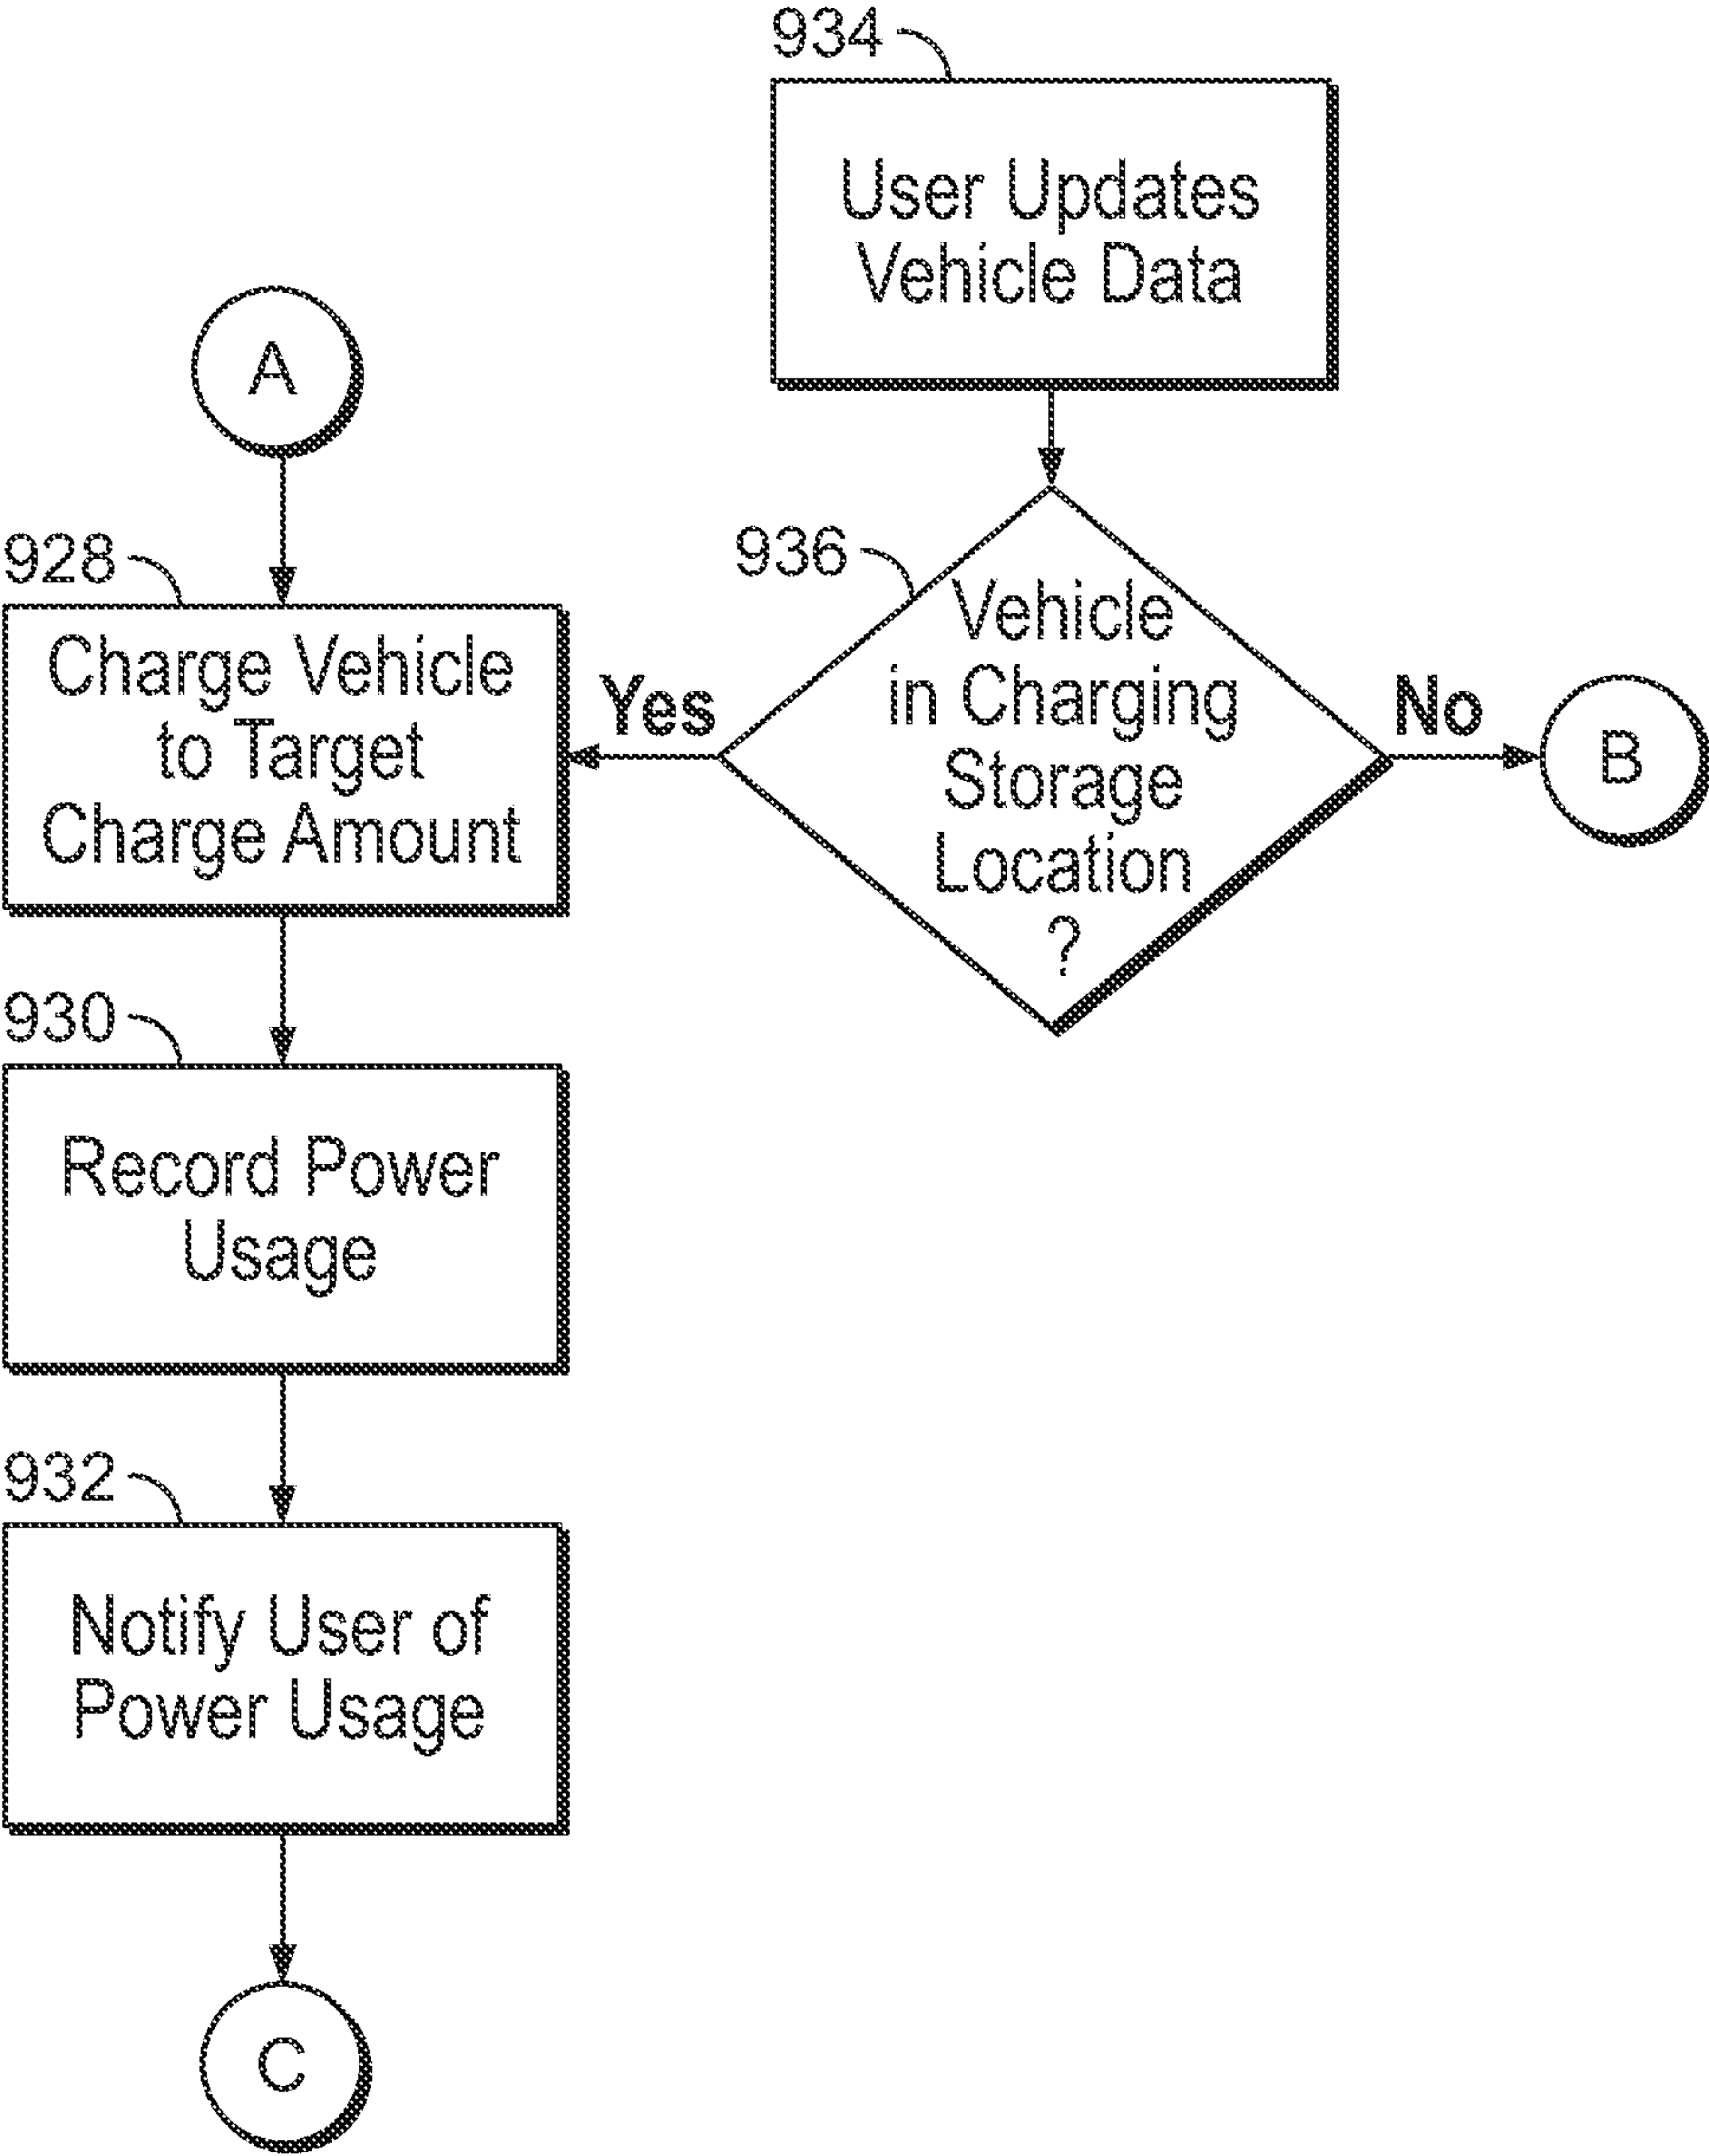 934
User Updates
Vehicle Data
A
928
Charge Vehicle
to Target
Charge Amount
Yes
936
Vehicle
in Charging
Storage
Location
?
No
B
930
Record Power
Usage
932
Notify User of
Power Usage
C